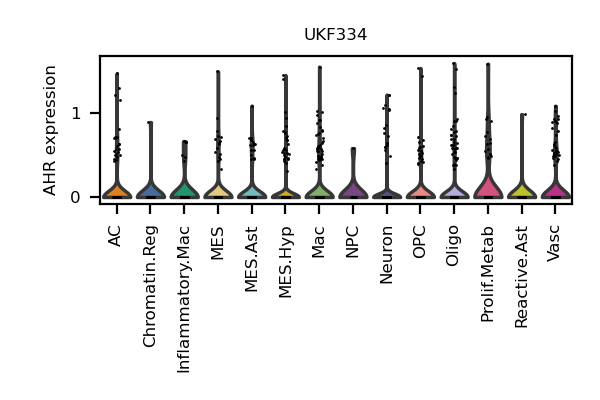 UKF334
AHR expression
1
0
AC
Chromatin.Reg
Inflammatory.Mac
MES
MES.Ast
MES.Hyp
Mac
NPC
Neuron
OPC
Oligo
Prolif.Metab
Reactive.Ast
Vasc